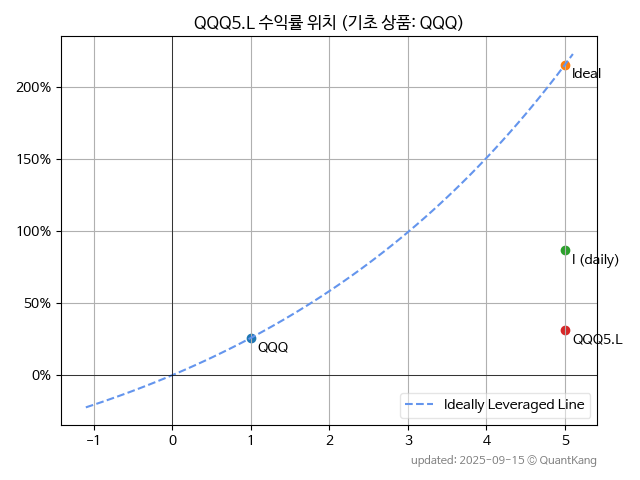 QQQ5.L 수익률 위치 (기초 상품: QQQ)
200%
150%
100%
50%
0%
Ideal
I (daily)
QQQ5.L
QQQ
Ideally Leveraged Line
−1 0 1 2 3 4 5
updated: 2025-09-15 © QuantKang